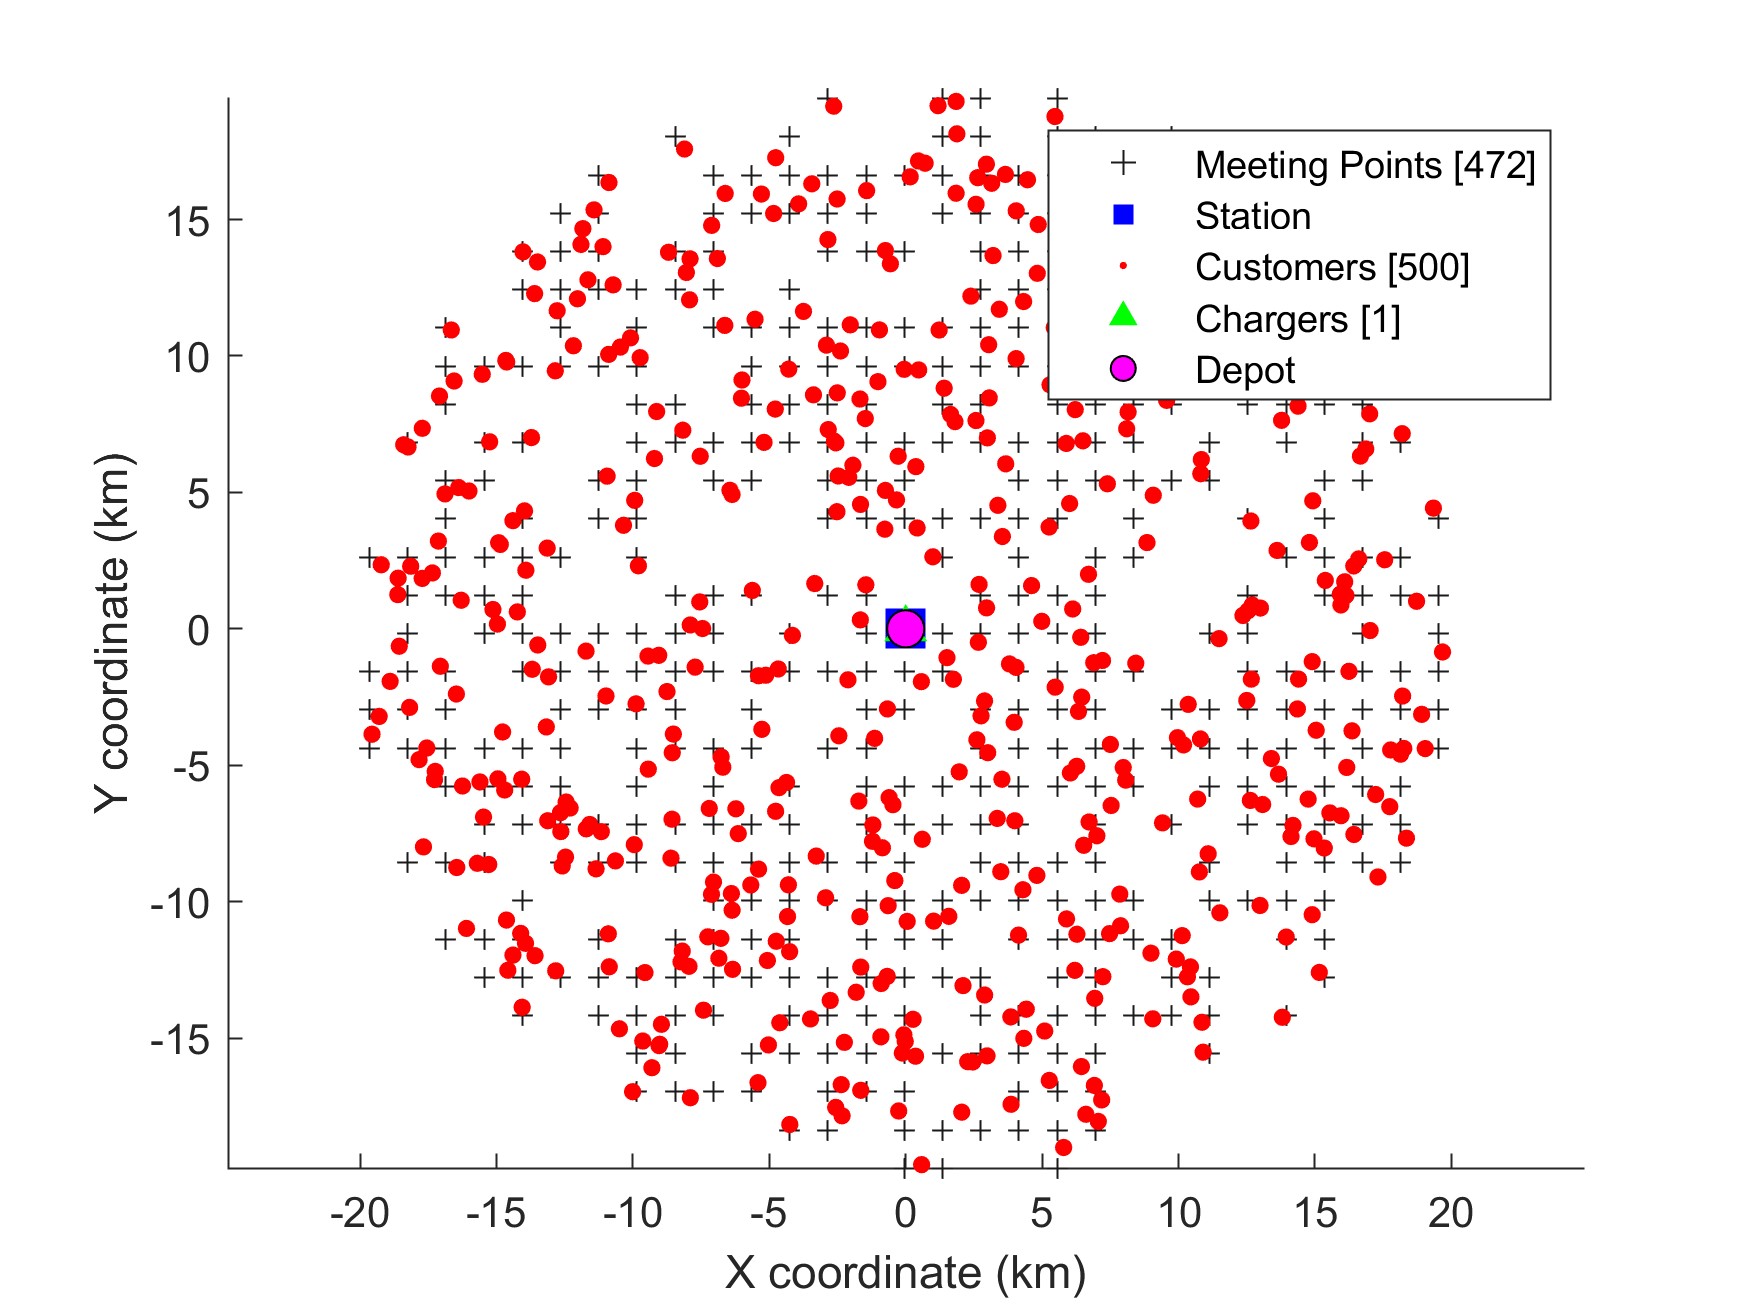 Meeting Points [472]
Station
Customers [500]
Chargers [1]
Depot
15
10
5
0
-5
-10
-15
Y coordinate (km)
-20 -15 -10 -5 0 5 10 15 20
X coordinate (km)